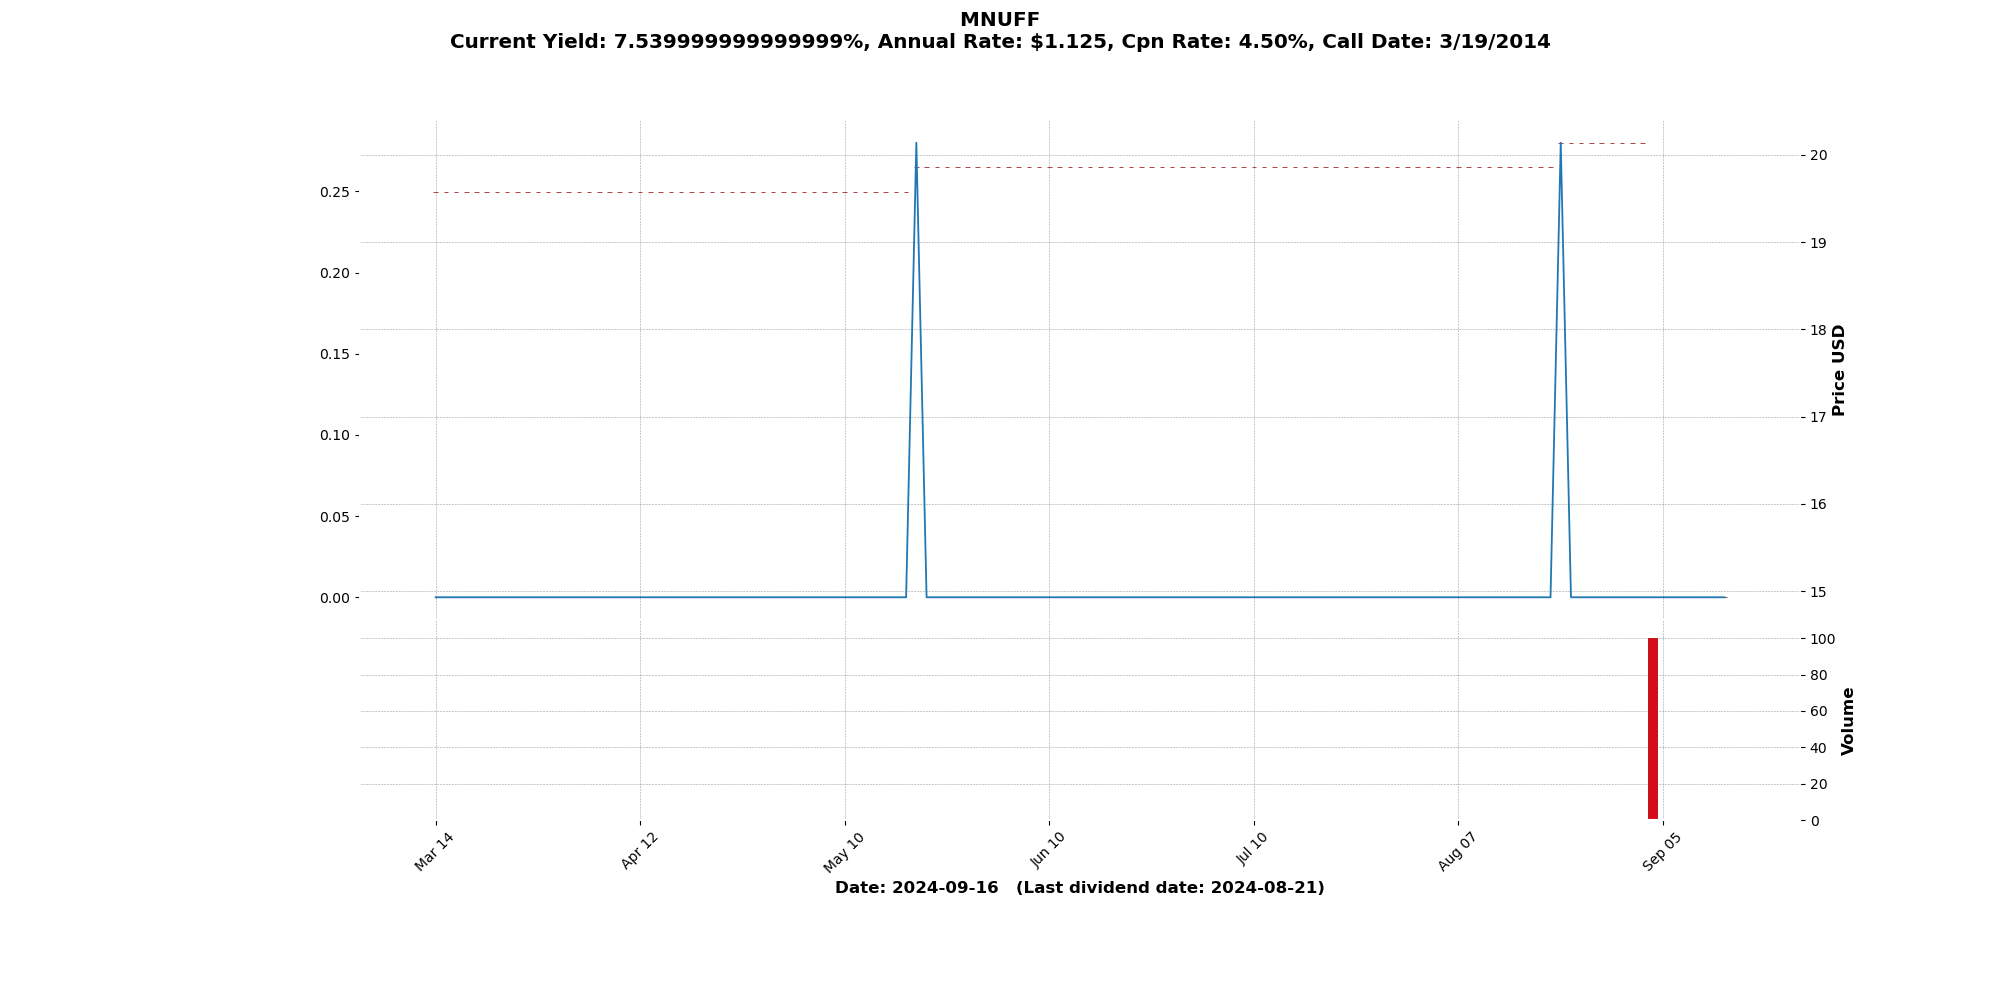 MNUFF
Current Yield: 7.539999999999999%, Annual Rate: $1.125, Cpn Rate: 4.50%, Call Date: 3/19/2014
0.25
0.20
0.15
0.10
0.05
0.00
20
19
18
17
16
15
Price USD
100
80
60
40
20
0
Volume
Mar 14
Apr 12
May 10
Jun 10
Jul 10
Aug 07
Sep 05
Date: 2024-09-16 (Last dividend date: 2024-08-21)